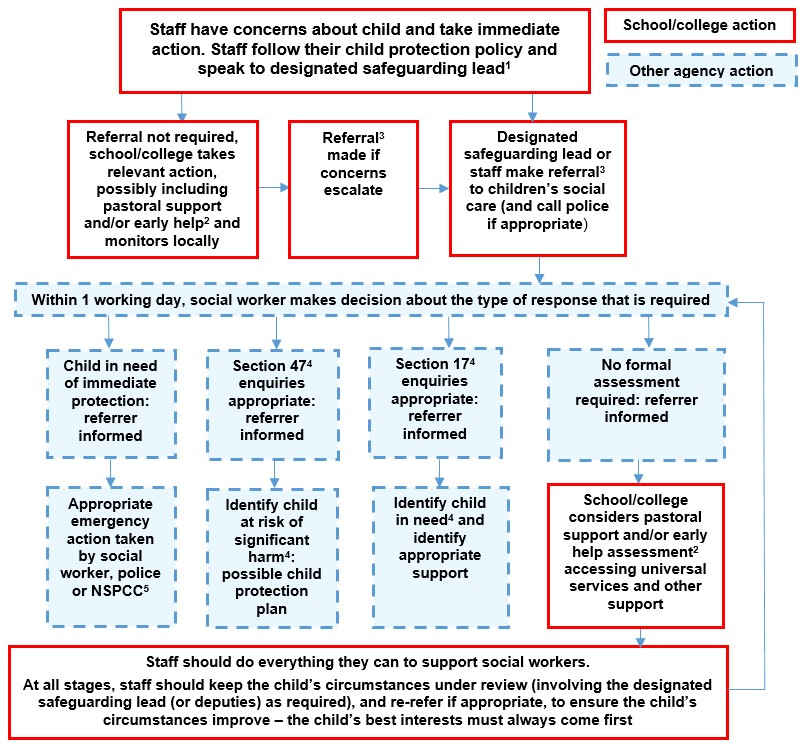 Staff have concerns about child and take immediate
action. Staff follow their child protection policy and
speak to designated safeguarding lead¹
School/college action
Other agency action
Referral not required,
school/college takes
relevant action,
possibly including
pastoral support
and/or early help² and
monitors locally
Referral³
made if
concerns
escalate
Designated
safeguarding lead or
staff make referral³
to children’s social
care (and call police
if appropriate)
Within 1 working day, social worker makes decision about the type of response that is required
Child in need
of immediate
protection:
referrer
informed
Section 47⁴
enquiries
appropriate:
referrer
informed
Section 17⁴
enquiries
appropriate:
referrer
informed
No formal
assessment
required: referrer
informed
Appropriate
emergency
action taken
by social
worker, police
or NSPCC⁵
Identify child
at risk of
significant
harm⁴:
possible child
protection
plan
Identify child
in need⁴ and
identify
appropriate
support
School/college
considers pastoral
support and/or early
help assessment²
accessing universal
services and other
support
Staff should do everything they can to support social workers.
At all stages, staff should keep the child’s circumstances under review (involving the designated
safeguarding lead (or deputies) as required), and re-refer if appropriate, to ensure the child’s
circumstances improve – the child’s best interests must always come first